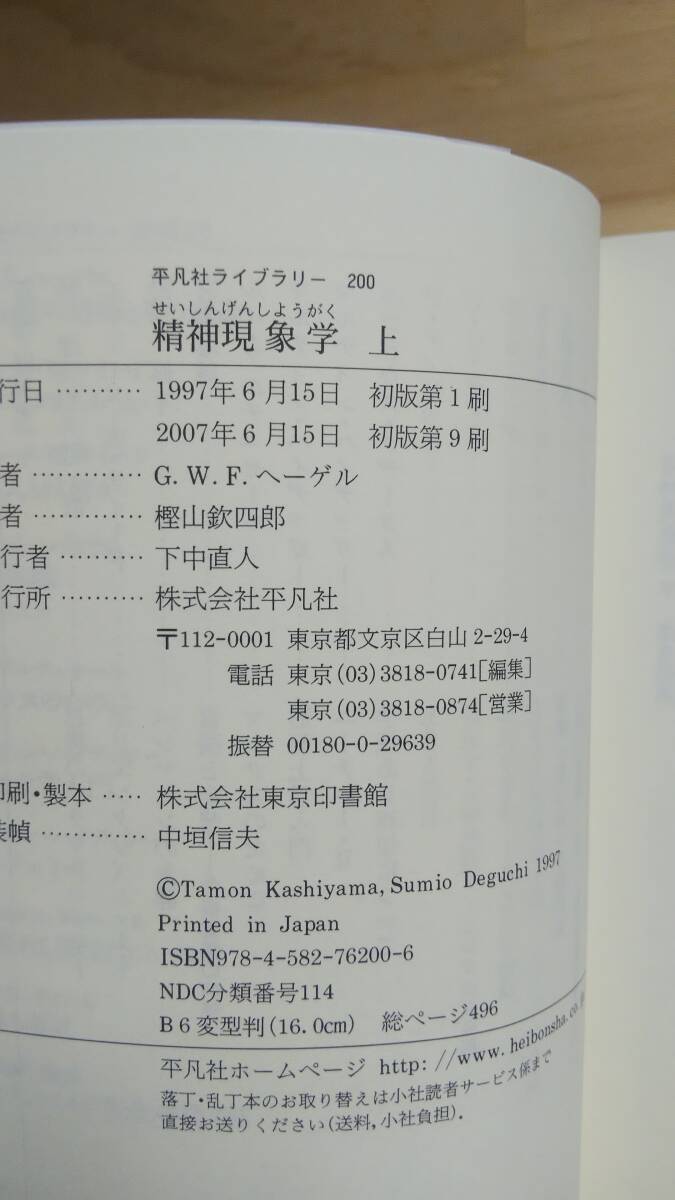 平凡社ライブラリー 200
せいしんげんしようがく
精神現象学 上
行日………… 1997年6月15日 初版第1刷
2007年6月15日 初版第9刷
者………… G.W.F.ヘーゲル
者………… 樫山欽四郎
行者………… 下中直人
行所………… 株式会社平凡社
〒112-0001 東京都文京区白山2-29-4
電話 東京(03)3818-0741[編集]
東京(03)3818-0874[営業]
振替 00180-0-29639
印刷・製本…… 株式会社東京印書館
装幀………… 中垣信夫
©Tamon Kashiyama, Sumio Deguchi 1997
Printed in Japan
ISBN978-4-582-76200-6
NDC分類番号114
B6変型判(16.0cm) 総ページ496
平凡社ホームページ http://www.heibonsha.co.
落丁・乱丁本のお取り替えは小社読者サービス係まで
直接お送りください(送料,小社負担).